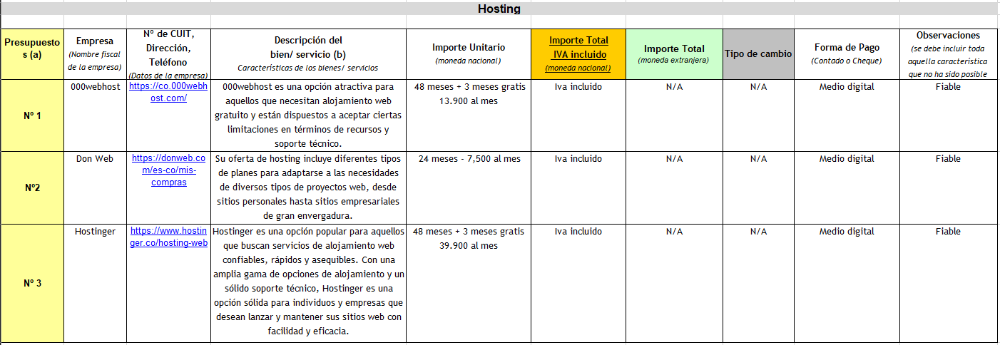 Hosting
Presupuesto
s (a)
Empresa
(Nombre fiscal
de la empresa)
Nº de CUIT,
Dirección,
Teléfono
(Datos de la empresa)
Descripción del
bien/ servicio (b)
Características de los bienes/ servicios
Importe Unitario
(moneda nacional)
Importe Total
IVA incluido
(moneda nacional)
Importe Total
(moneda extranjera)
Tipo de cambio
Forma de Pago
(Contado o Cheque)
Observaciones
(se debe incluir toda
aquella característica
que no ha sido posible
Nº 1
000webhost
https://co.000webh
ost.com/
000webhost es una opción atractiva para
aquellos que necesitan alojamiento web
gratuito y están dispuestos a aceptar ciertas
limitaciones en términos de recursos y
soporte técnico.
48 meses + 3 meses gratis
13.900 al mes
Iva incluido
N/A
N/A
Medio digital
Fiable
Nº2
Don Web
https://donweb.co
m/es-co/mis-
compras
Su oferta de hosting incluye diferentes tipos
de planes para adaptarse a las necesidades
de diversos tipos de proyectos web, desde
sitios personales hasta sitios empresariales
de gran envergadura.
24 meses - 7,500 al mes
Iva incluido
N/A
N/A
Medio digital
Fiable
Nº 3
Hostinger
https://www.hostin
ger.co/hosting-web
Hostinger es una opción popular para aquellos
que buscan servicios de alojamiento web
confiables, rápidos y asequibles. Con una
amplia gama de opciones de alojamiento y un
sólido soporte técnico, Hostinger es una
opción sólida para individuos y empresas que
desean lanzar y mantener sus sitios web con
facilidad y eficacia.
48 meses + 3 meses gratis
39.900 al mes
Iva incluido
N/A
N/A
Medio digital
Fiable